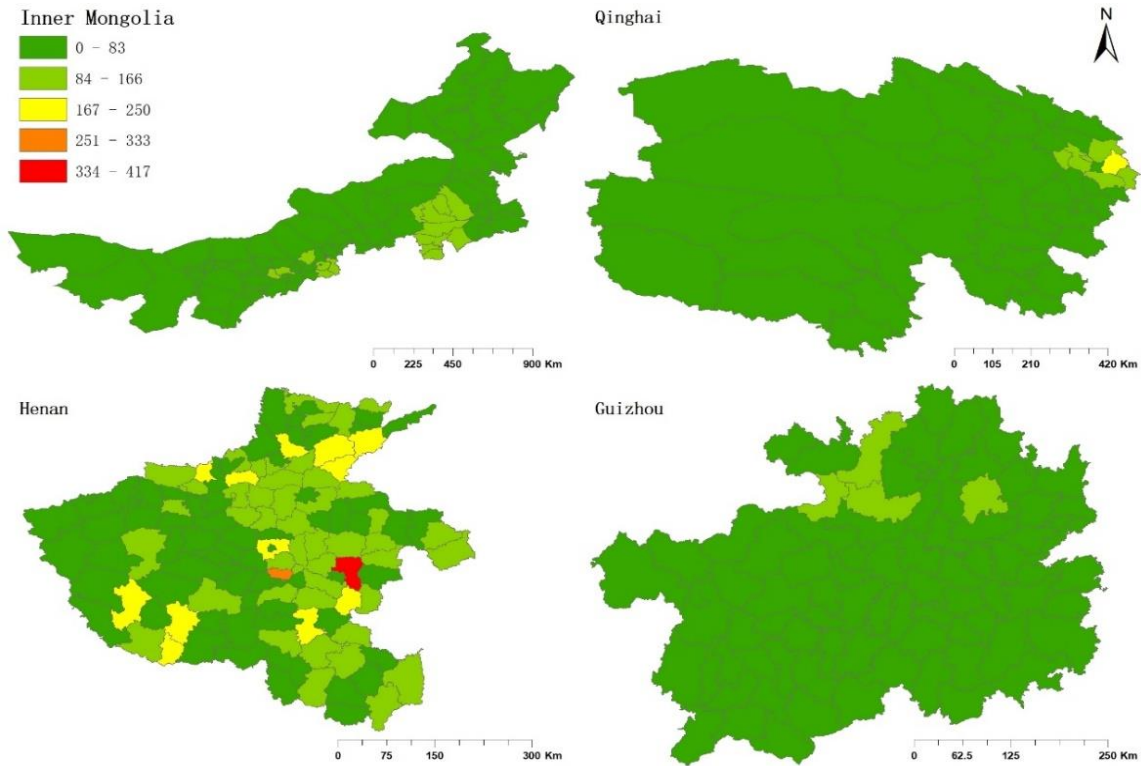 Inner Mongolia
0 - 83
84 - 166
167 - 250
251 - 333
334 - 417
0 225 450 900 Km
Qinghai
N
0 105 210 420 Km
Henan
0 75 150 300 Km
Guizhou
0 62.5 125 250 Km